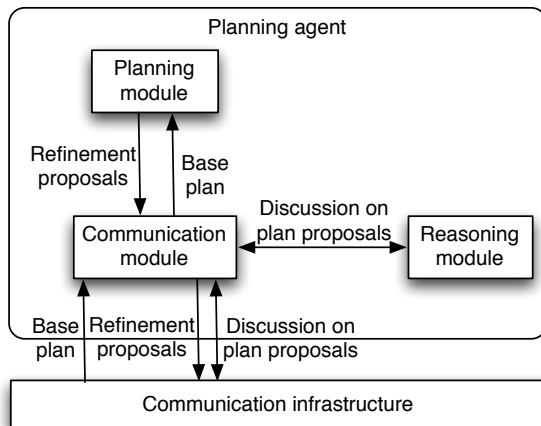 Planning agent
Planning
module
Refinement
proposals
Base
plan
Discussion on
plan proposals
Communication
module
Reasoning
module
Base
plan
Refinement
proposals
Discussion on
plan proposals
Communication infrastructure